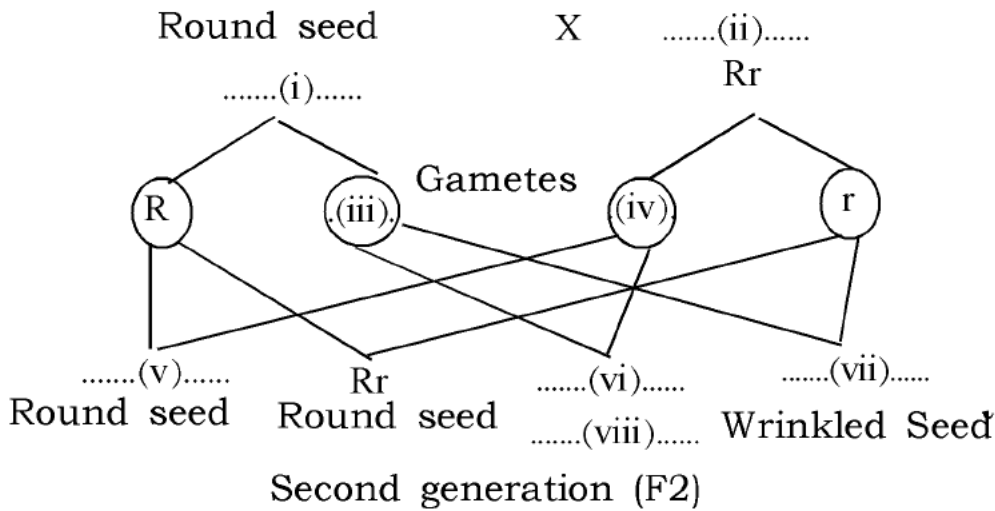 Round seed X .......(ii)......
Rr
.......(i)......
Gametes
R .(iii). .(iv). r
.......(v)...... Rr .......(vi)...... .......(vii)......
Round seed Round seed .......(viii)...... Wrinkled Seed
Second generation (F2)